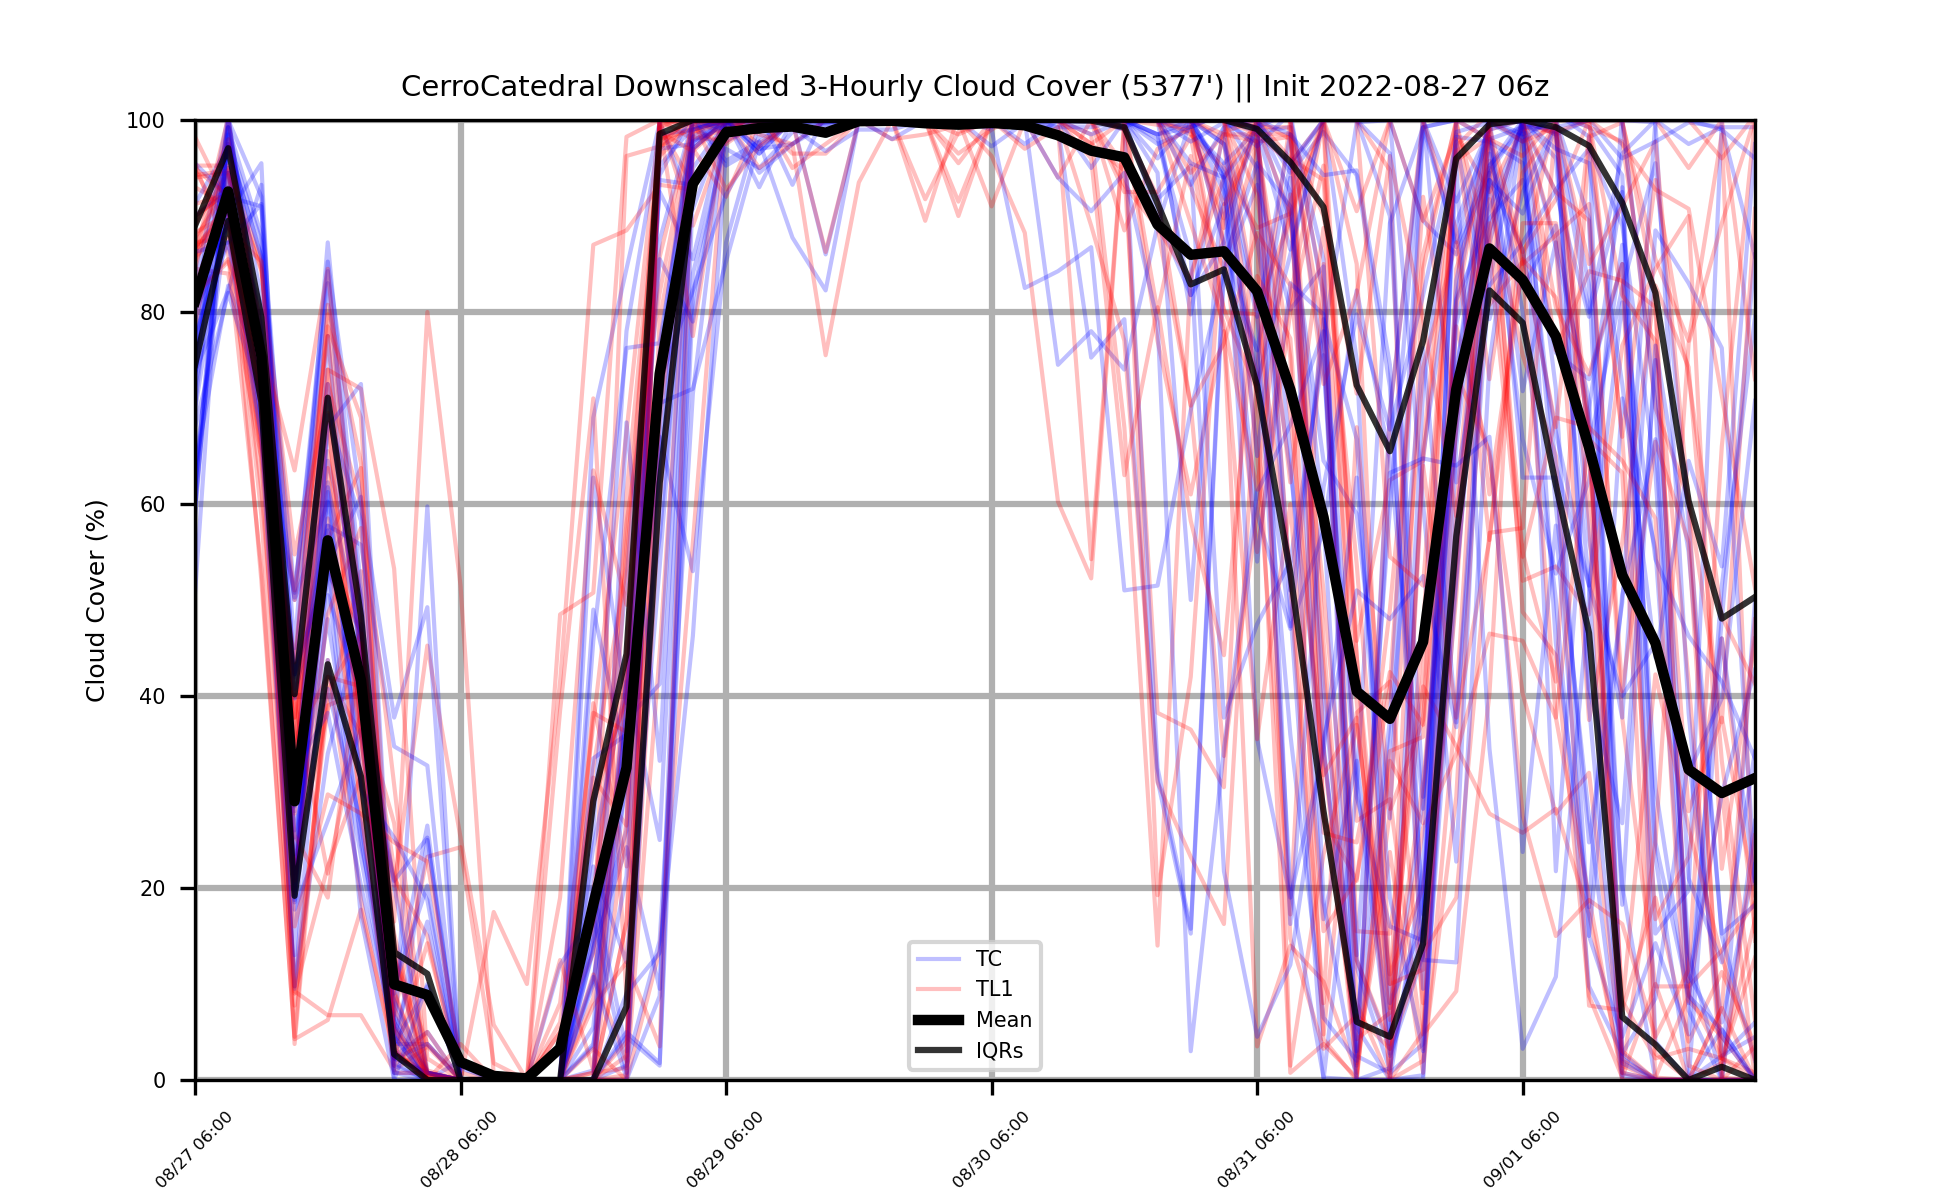 CerroCatedral Downscaled 3-Hourly Cloud Cover (5377') || Init 2022-08-27 06z
Cloud Cover (%)
100
80
60
40
20
0
TC
TL1
Mean
IQRs
08/27 06:00
08/28 06:00
08/29 06:00
08/30 06:00
08/31 06:00
09/01 06:00